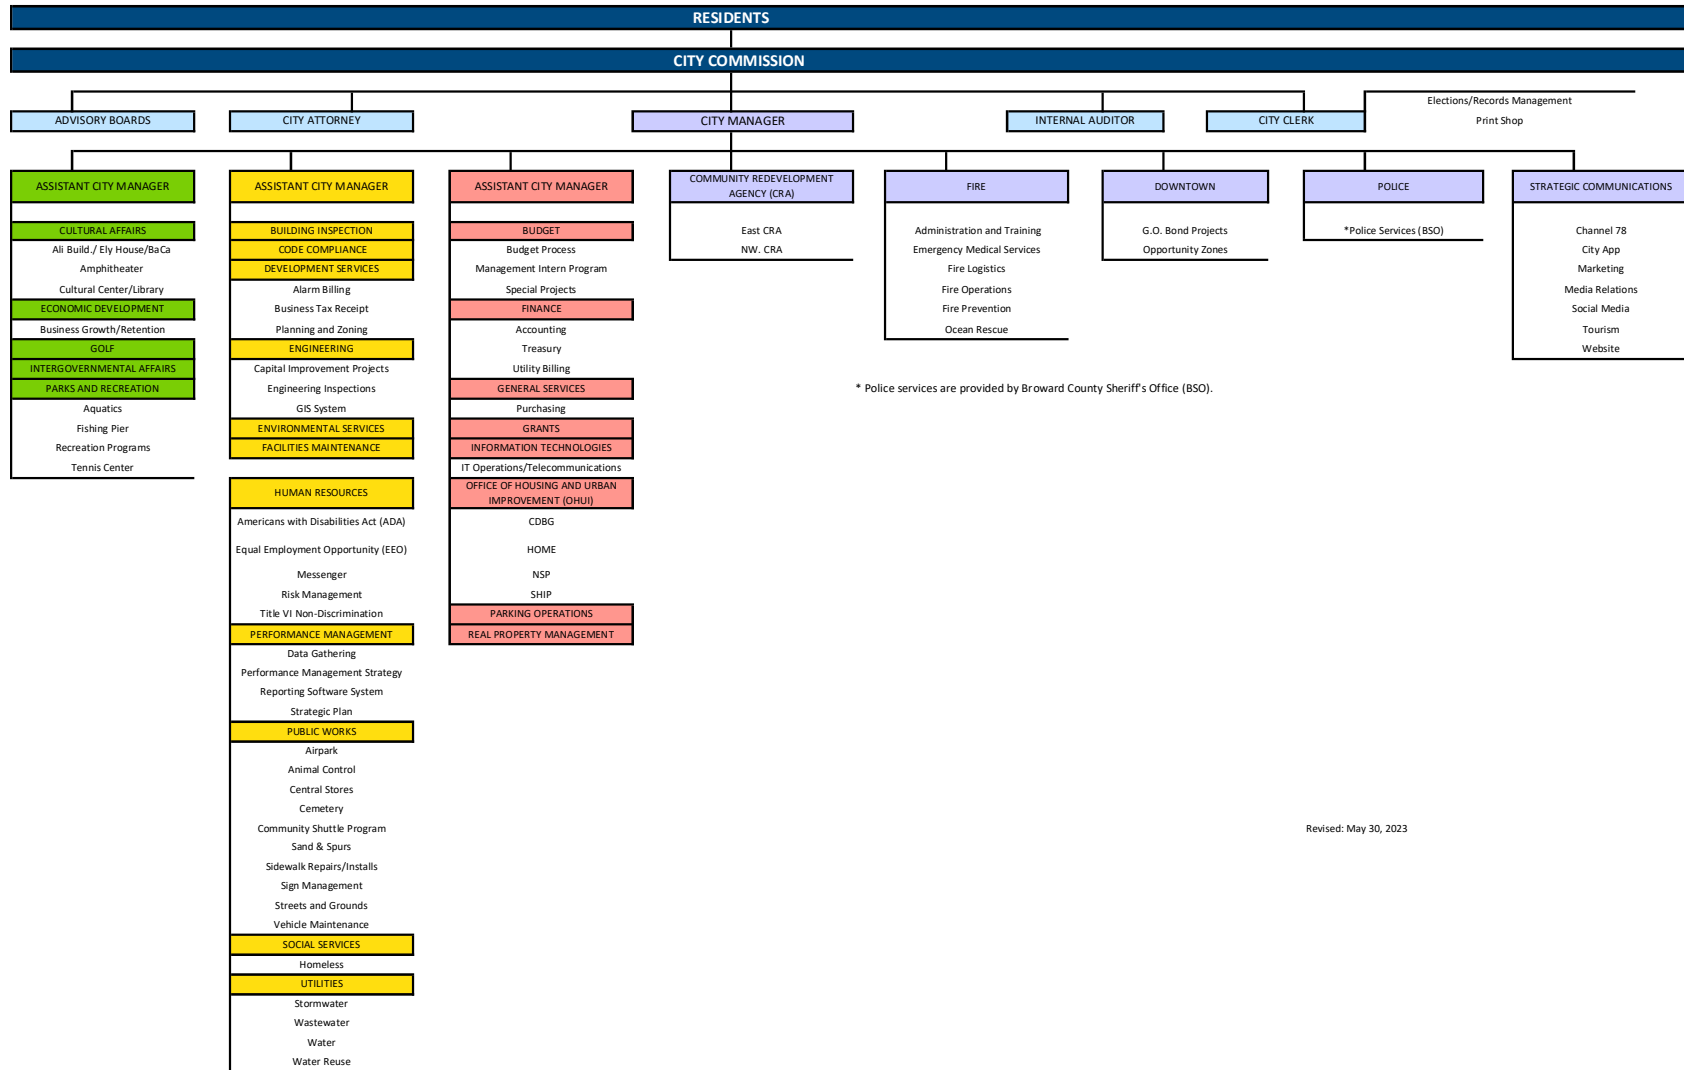 RESIDENTS
CITY COMMISSION
ADVISORY BOARDS
CITY ATTORNEY
CITY MANAGER
INTERNAL AUDITOR
CITY CLERK
Elections/Records Management
Print Shop
ASSISTANT CITY MANAGER
CULTURAL AFFAIRS
Ali Build./ Ely House/BaCa
Amphitheater
Cultural Center/Library
ECONOMIC DEVELOPMENT
Business Growth/Retention
GOLF
INTERGOVERNMENTAL AFFAIRS
PARKS AND RECREATION
Aquatics
Fishing Pier
Recreation Programs
Tennis Center
ASSISTANT CITY MANAGER
BUILDING INSPECTION
CODE COMPLIANCE
DEVELOPMENT SERVICES
Alarm Billing
Business Tax Receipt
Planning and Zoning
ENGINEERING
Capital Improvement Projects
Engineering Inspections
GIS System
ENVIRONMENTAL SERVICES
FACILITIES MAINTENANCE
HUMAN RESOURCES
Americans with Disabilities Act (ADA)
Equal Employment Opportunity (EEO)
Messenger
Risk Management
Title VI Non-Discrimination
PERFORMANCE MANAGEMENT
Data Gathering
Performance Management Strategy
Reporting Software System
Strategic Plan
PUBLIC WORKS
Airpark
Animal Control
Central Stores
Cemetery
Community Shuttle Program
Sand & Spurs
Sidewalk Repairs/Installs
Sign Management
Streets and Grounds
Vehicle Maintenance
SOCIAL SERVICES
Homeless
UTILITIES
Stormwater
Wastewater
Water
Water Reuse
ASSISTANT CITY MANAGER
BUDGET
Budget Process
Management Intern Program
Special Projects
FINANCE
Accounting
Treasury
Utility Billing
GENERAL SERVICES
Purchasing
GRANTS
INFORMATION TECHNOLOGIES
IT Operations/Telecommunications
OFFICE OF HOUSING AND URBAN
IMPROVEMENT (OHUI)
CDBG
HOME
NSP
SHIP
PARKING OPERATIONS
REAL PROPERTY MANAGEMENT
COMMUNITY REDEVELOPMENT
AGENCY (CRA)
East CRA
NW. CRA
FIRE
Administration and Training
Emergency Medical Services
Fire Logistics
Fire Operations
Fire Prevention
Ocean Rescue
DOWNTOWN
G.O. Bond Projects
Opportunity Zones
POLICE
*Police Services (BSO)
STRATEGIC COMMUNICATIONS
Channel 78
City App
Marketing
Media Relations
Social Media
Tourism
Website
* Police services are provided by Broward County Sheriff's Office (BSO).
Revised: May 30, 2023